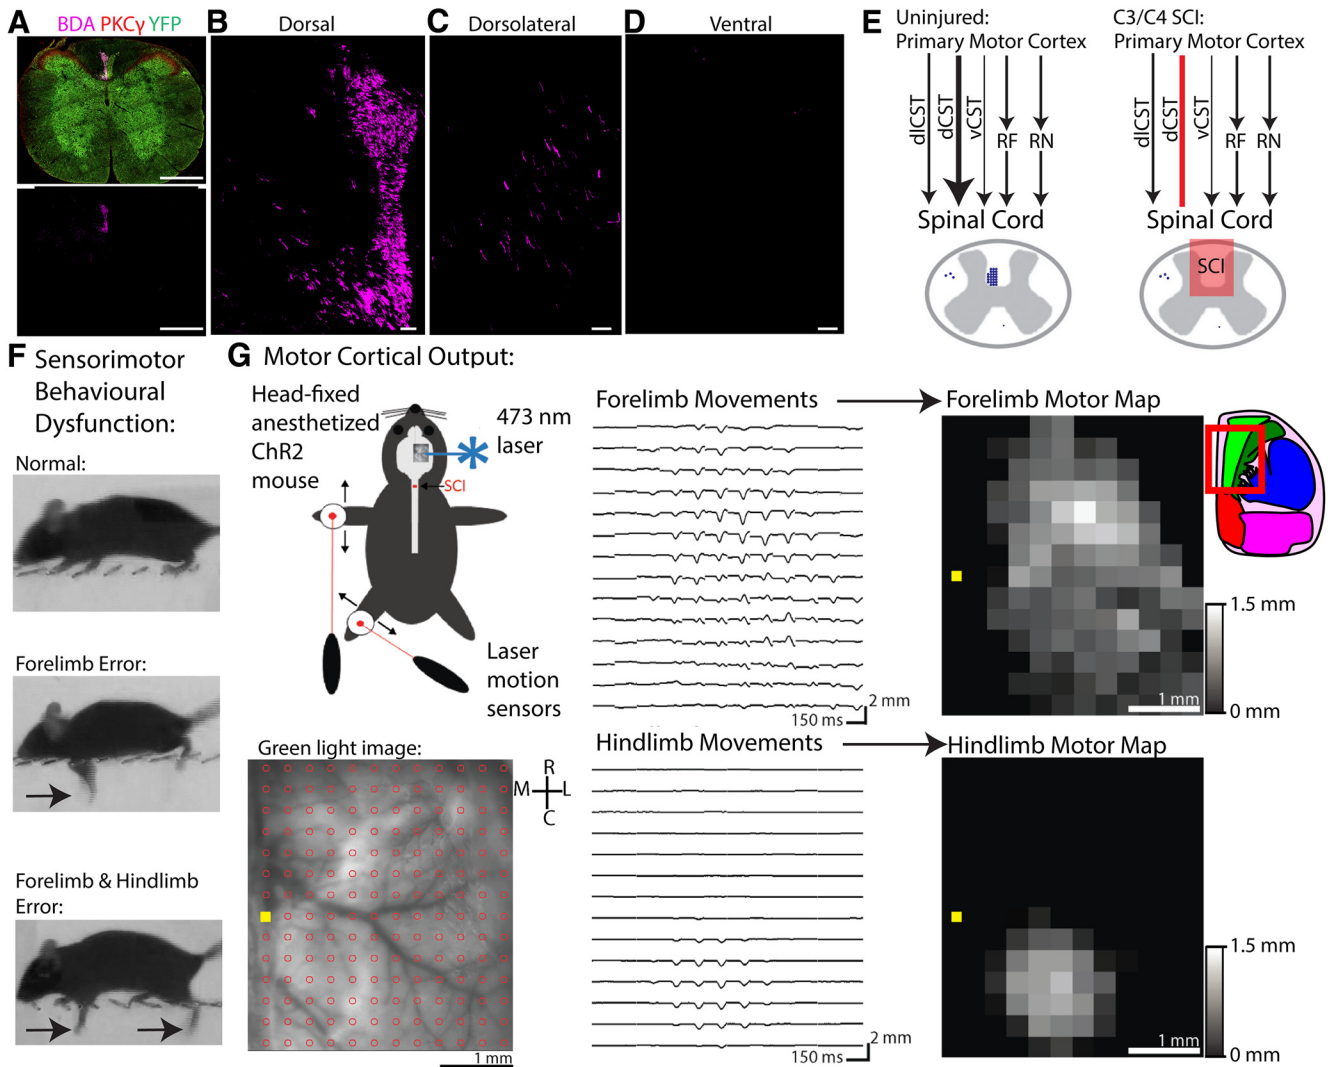 A
BDA PKCγ YFP
B
Dorsal
C
Dorsolateral
D
Ventral
E
Uninjured:
Primary Motor Cortex
dlCST
dCST
vCST
RF
RN
Spinal Cord
C3/C4 SCI:
Primary Motor Cortex
dlCST
dCST
vCST
RF
RN
Spinal Cord
SCI
F
Sensorimotor
Behavioural
Dysfunction:
Normal:
Forelimb Error:
Forelimb & Hindlimb
Error:
G
Motor Cortical Output:
Head-fixed
anesthetized
ChR2
mouse
473 nm
laser
SCI
Laser
motion
sensors
Green light image:
R
M
L
C
1 mm
Forelimb Movements
2 mm
150 ms
Forelimb Motor Map
1.5 mm
0 mm
1 mm
Hindlimb Movements
2 mm
150 ms
Hindlimb Motor Map
1.5 mm
0 mm
1 mm